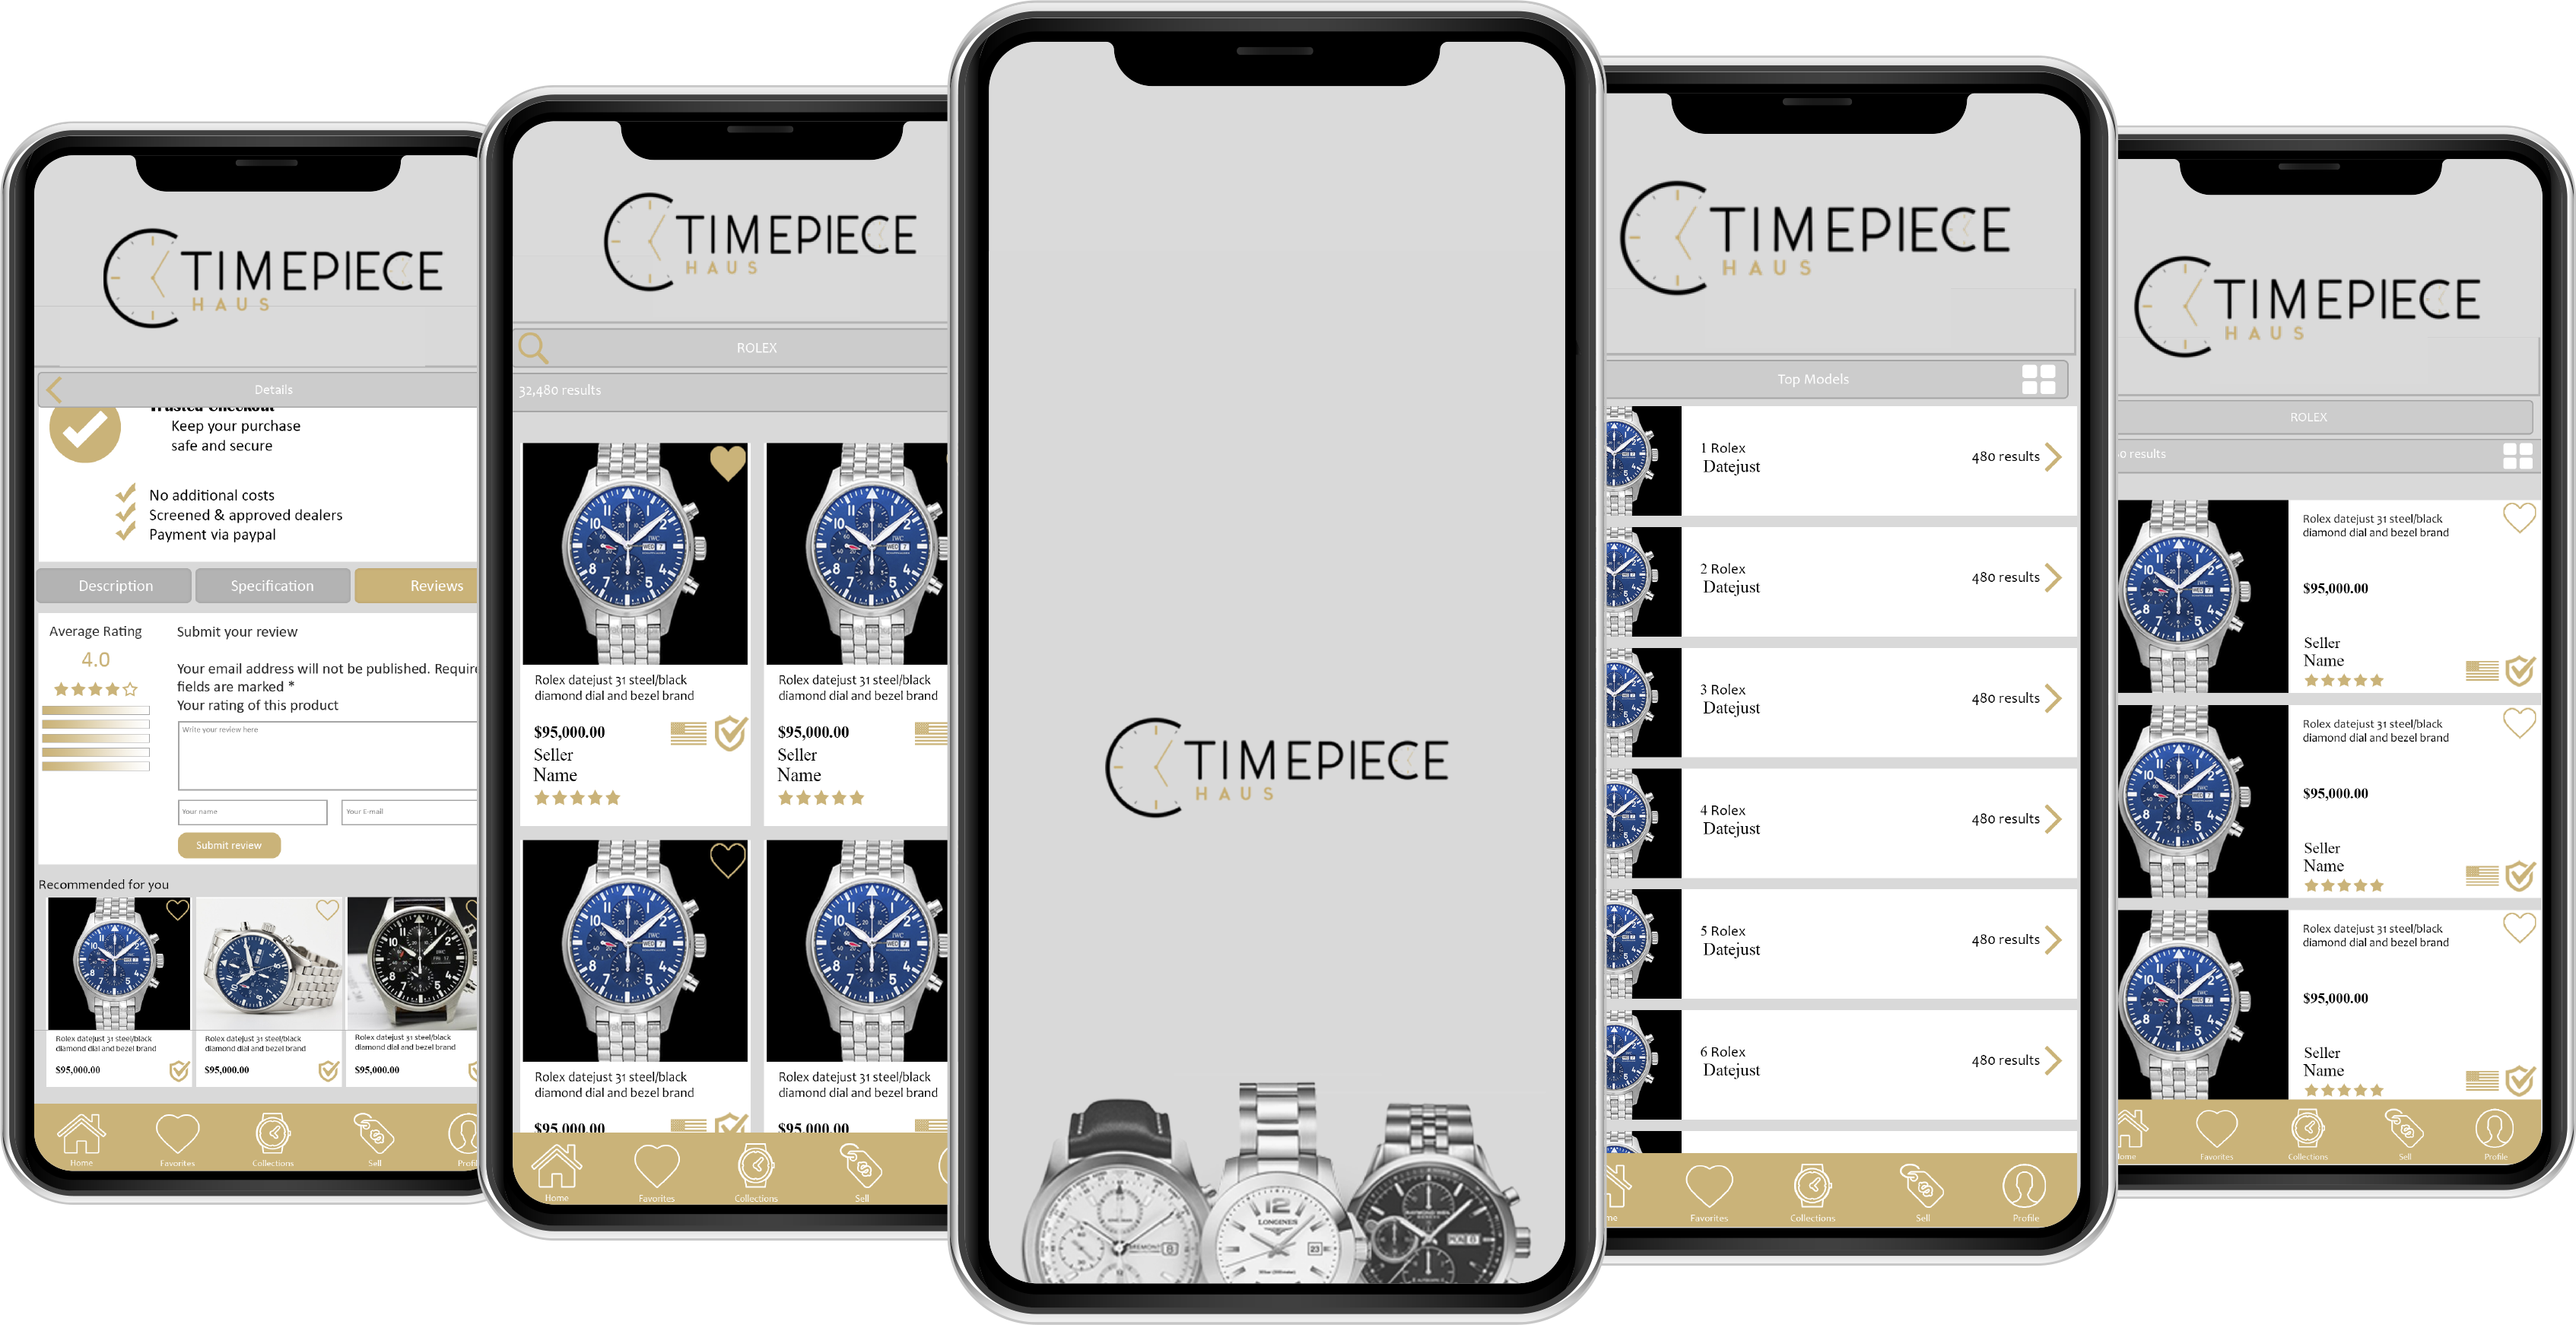 TIMEPIECE
HAUS
Details
Trusted Checkout
Keep your purchase
safe and secure
No additional costs
Screened & approved dealers
Payment via paypal
Description
Specification
Reviews
Average Rating
4.0
Submit your review
Your email address will not be published. Require
fields are marked *
Your rating of this product
Write your review here
Your name
Your E-mail
Submit review
Recommended for you
Rolex datejust 31 steel/black
diamond dial and bezel brand
$95,000.00
Rolex datejust 31 steel/black
diamond dial and bezel brand
$95,000.00
Rolex datejust 31 steel/black
diamond dial and bezel brand
$95,000.00
Home
Favorites
Collections
Sell
Profil
TIMEPIECE
HAUS
ROLEX
32,480 results
Rolex datejust 31 steel/black
diamond dial and bezel brand
$95,000.00
Seller
Name
Rolex datejust 31 steel/black
diamond dial and bezel brand
$95,000.00
Seller
Name
Rolex datejust 31 steel/black
diamond dial and bezel brand
$95,000.00
Rolex datejust 31 steel/black
diamond dial and bezel brand
$95,000.00
Home
Favorites
Collections
Sell
TIMEPIECE
HAUS
LONGINES
TIMEPIECE
HAUS
Top Models
1 Rolex
Datejust
480 results
2 Rolex
Datejust
480 results
3 Rolex
Datejust
480 results
4 Rolex
Datejust
480 results
5 Rolex
Datejust
480 results
6 Rolex
Datejust
480 results
me
Favorites
Collections
Sell
Profile
TIMEPIECE
HAUS
ROLEX
0 results
Rolex datejust 31 steel/black
diamond dial and bezel brand
$95,000.00
Seller
Name
Rolex datejust 31 steel/black
diamond dial and bezel brand
$95,000.00
Seller
Name
Rolex datejust 31 steel/black
diamond dial and bezel brand
$95,000.00
Seller
Name
ome
Favorites
Collections
Sell
Profile